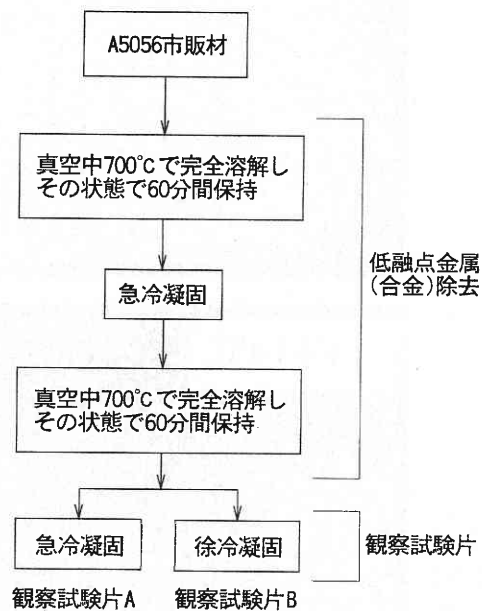 A5056市販材
真空中700℃で完全溶解し
その状態で60分間保持
急冷凝固
真空中700℃で完全溶解し
その状態で60分間保持
低融点金属
(合金)除去
急冷凝固
徐冷凝固
観察試験片
観察試験片A
観察試験片B